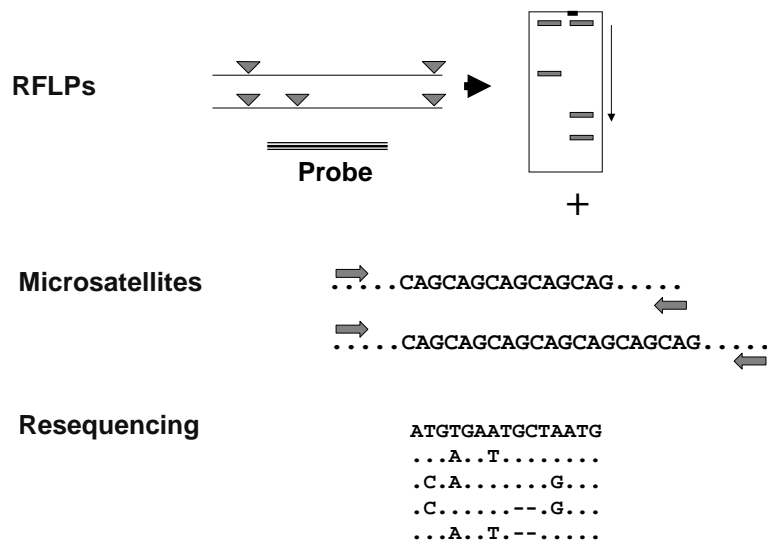 RFLPs
Probe
+
Microsatellites
.....CAGCAGCAGCAGCAG.....
.....CAGCAGCAGCAGCAGCAGCAG.....
Resequencing
ATGTGAATGCTAATG
...A..T........
.C.A.......G...
.C......--.G...
...A..T.--.....